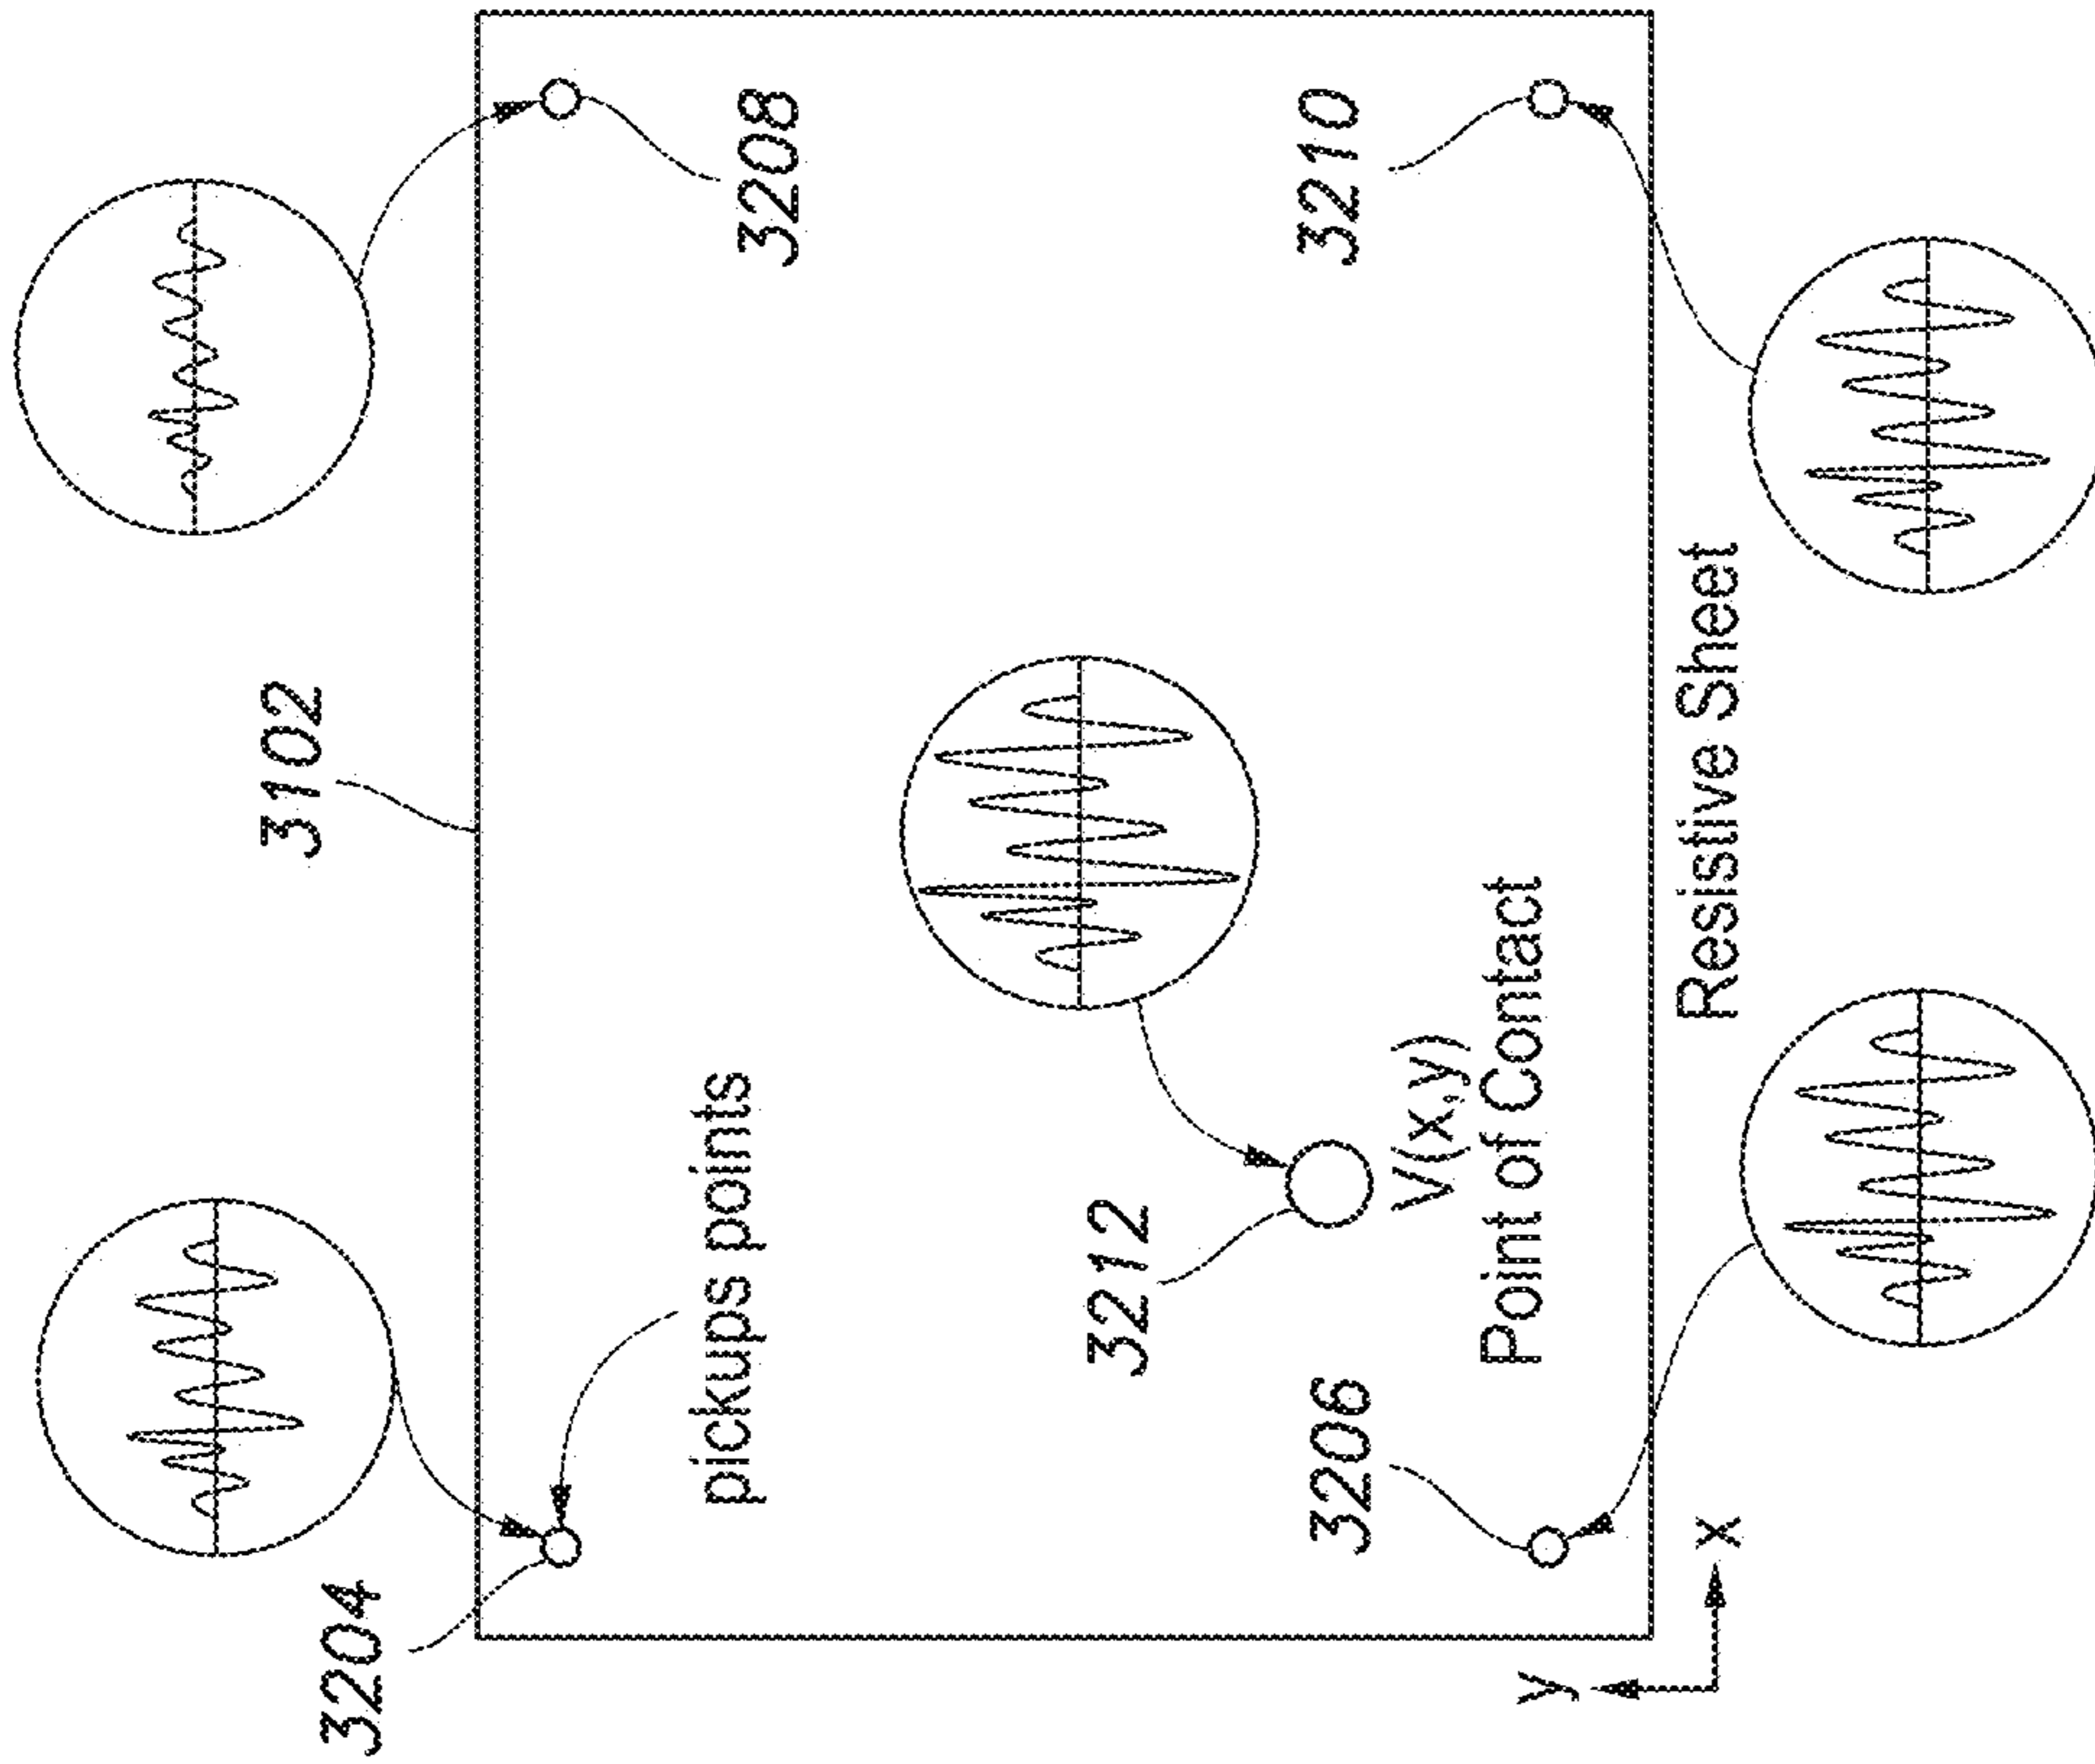 3102
3204
pickups points
3208
3212
3206
3210
V(x,y)
Point of Contact
y
x
Resistive Sheet